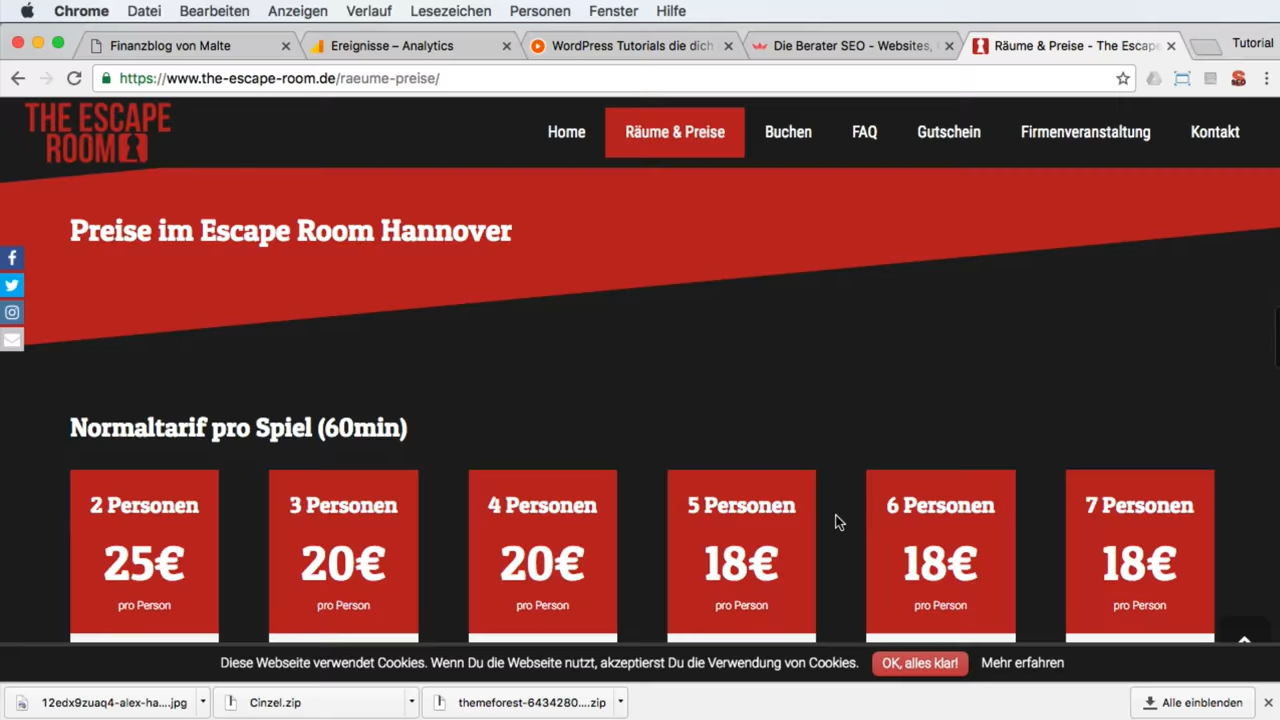 Chrome Datei Bearbeiten Anzeigen Verlauf Lesezeichen Personen Fenster Hilfe
Finanzblog von Malte Ereignisse – Analytics WordPress Tutorials die dich Die Berater SEO - Websites, Räume & Preise - The Escape Tutorial
https://www.the-escape-room.de/raeume-preise/
THE ESCAPE
ROOM
Home Räume & Preise Buchen FAQ Gutschein Firmenveranstaltung Kontakt
Preise im Escape Room Hannover
Normaltarif pro Spiel (60min)
2 Personen 3 Personen 4 Personen 5 Personen 6 Personen 7 Personen
25€ 20€ 20€ 18€ 18€ 18€
pro Person pro Person pro Person pro Person pro Person pro Person
Diese Webseite verwendet Cookies. Wenn Du die Webseite nutzt, akzeptierst Du die Verwendung von Cookies. OK, alles klar! Mehr erfahren
12edx9zuaq4-alex-ha....jpg Cinzel.zip themeforest-6434280....zip Alle einblenden